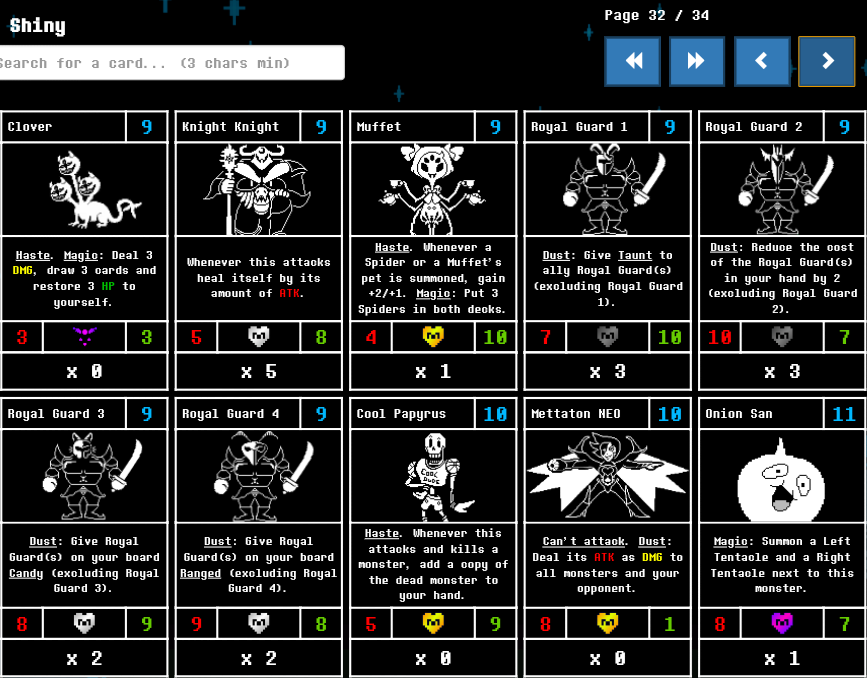 Shiny
Page 32 / 34
Search for a card... (3 chars min)
Clover 9
Haste. Magic: Deal 3
DMG, draw 3 cards and
restore 3 HP to
yourself.
3 3
x 0
Knight Knight 9
Whenever this attacks
heal itself by its
amount of ATK.
5 8
x 5
Muffet 9
Haste. Whenever a
Spider or a Muffet's
pet is summoned, gain
+2/+1. Magic: Put 3
Spiders in both decks.
4 10
x 1
Royal Guard 1 9
Dust: Give Taunt to
ally Royal Guard(s)
(excluding Royal Guard
1).
7 10
x 3
Royal Guard 2 9
Dust: Reduce the cost
of the Royal Guard(s)
in your hand by 2
(excluding Royal Guard
2).
10 7
x 3
Royal Guard 3 9
Dust: Give Royal
Guard(s) on your board
Candy (excluding Royal
Guard 3).
8 9
x 2
Royal Guard 4 9
Dust: Give Royal
Guard(s) on your board
Ranged (excluding Royal
Guard 4).
9 8
x 2
Cool Papyrus 10
COOL
DUDE
Haste. Whenever this
attacks and kills a
monster, add a copy of
the dead monster to
your hand.
5 9
x 0
Mettaton NEO 10
Can't attack. Dust:
Deal its ATK as DMG to
all monsters and your
opponent.
8 1
x 0
Onion San 11
Magic: Summon a Left
Tentacle and a Right
Tentacle next to this
monster.
8 7
x 1